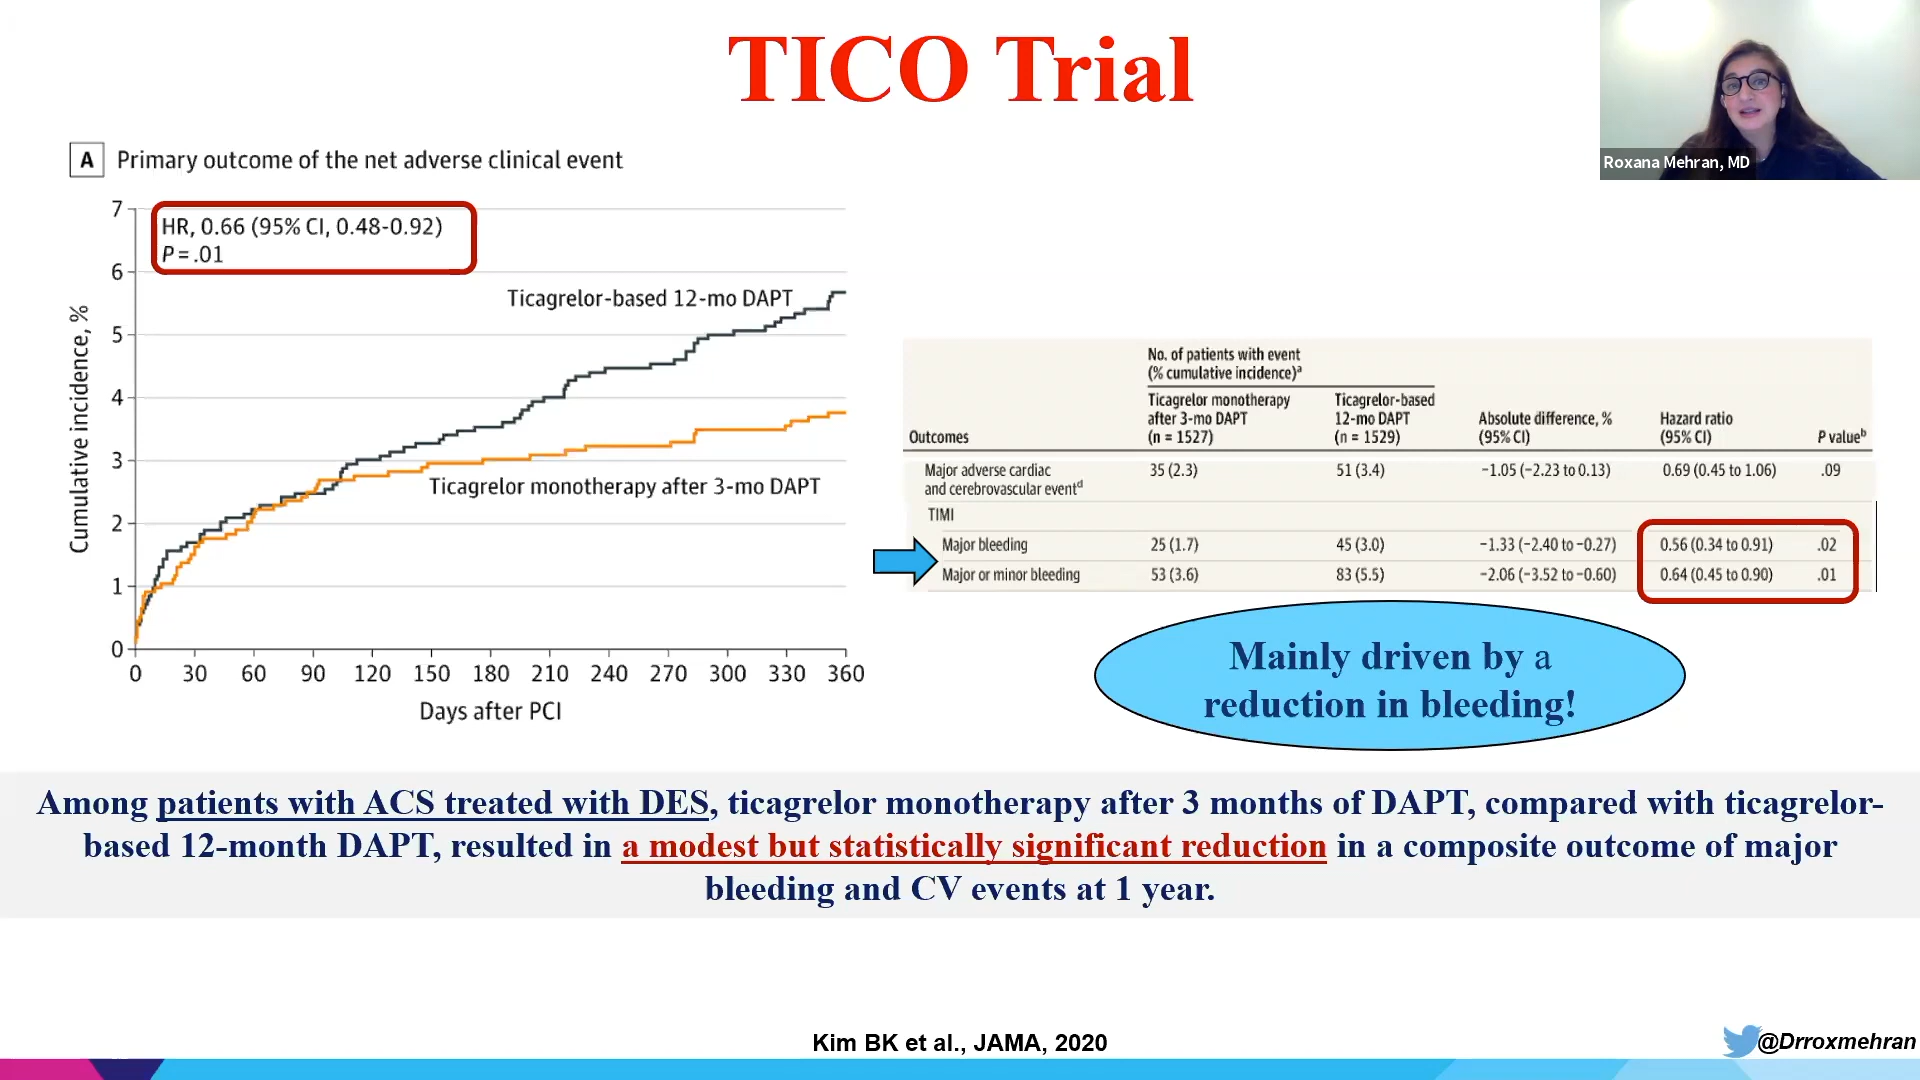 TICO Trial
Roxana Mehran, MD
A Primary outcome of the net adverse clinical event
HR, 0.66 (95% CI, 0.48-0.92)
P = .01
Ticagrelor-based 12-mo DAPT
Ticagrelor monotherapy after 3-mo DAPT
Cumulative incidence, %
7
6
5
4
3
2
1
0
0 30 60 90 120 150 180 210 240 270 300 330 360
Days after PCI
No. of patients with event
(% cumulative incidence)a
Ticagrelor monotherapy Ticagrelor-based
after 3-mo DAPT 12-mo DAPT Absolute difference, % Hazard ratio
Outcomes (n = 1527) (n = 1529) (95% CI) (95% CI) P valueb
Major adverse cardiac 35 (2.3) 51 (3.4) −1.05 (−2.23 to 0.13) 0.69 (0.45 to 1.06) .09
and cerebrovascular eventd
TIMI
Major bleeding 25 (1.7) 45 (3.0) −1.33 (−2.40 to −0.27) 0.56 (0.34 to 0.91) .02
Major or minor bleeding 53 (3.6) 83 (5.5) −2.06 (−3.52 to −0.60) 0.64 (0.45 to 0.90) .01
Mainly driven by a
reduction in bleeding!
Among patients with ACS treated with DES, ticagrelor monotherapy after 3 months of DAPT, compared with ticagrelor-
based 12-month DAPT, resulted in a modest but statistically significant reduction in a composite outcome of major
bleeding and CV events at 1 year.
Kim BK et al., JAMA, 2020
@Drroxmehran